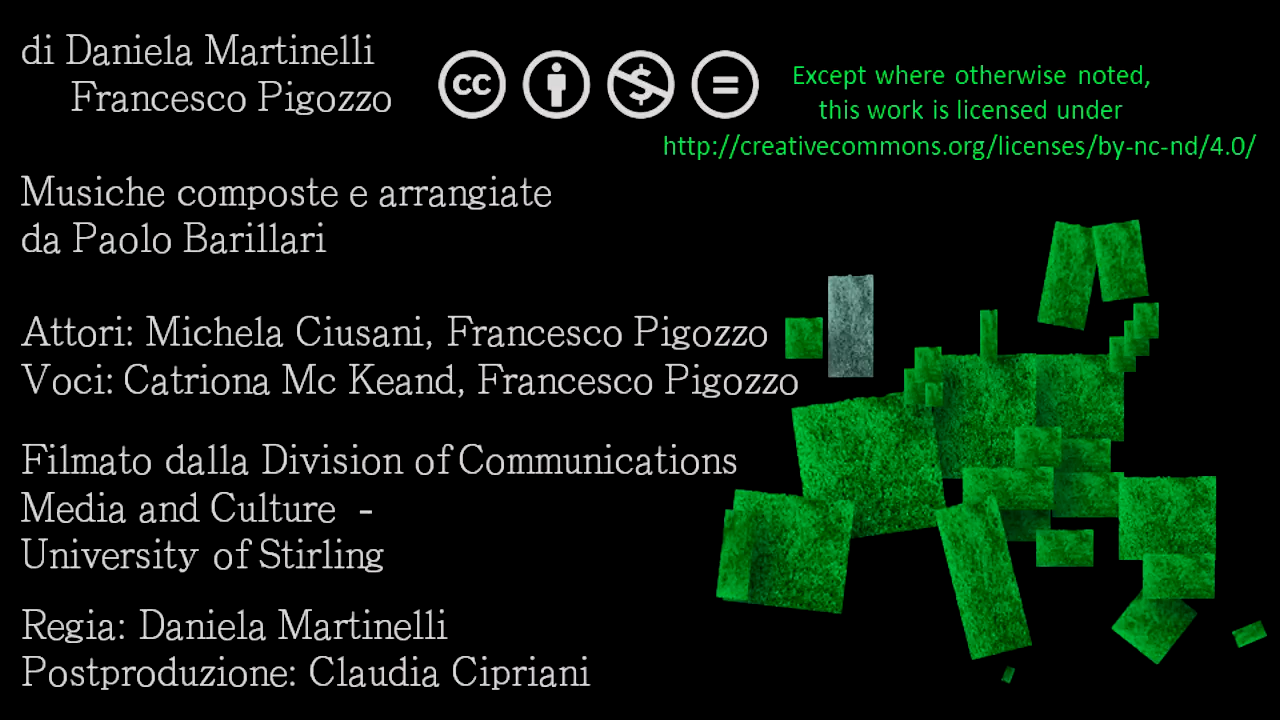 di Daniela Martinelli
Francesco Pigozzo
cc $ =
Except where otherwise noted,
this work is licensed under
http://creativecommons.org/licenses/by-nc-nd/4.0/
Musiche composte e arrangiate
da Paolo Barillari
Attori: Michela Ciusani, Francesco Pigozzo
Voci: Catriona Mc Keand, Francesco Pigozzo
Filmato dalla Division of Communications
Media and Culture -
University of Stirling
Regia: Daniela Martinelli
Postproduzione: Claudia Cipriani